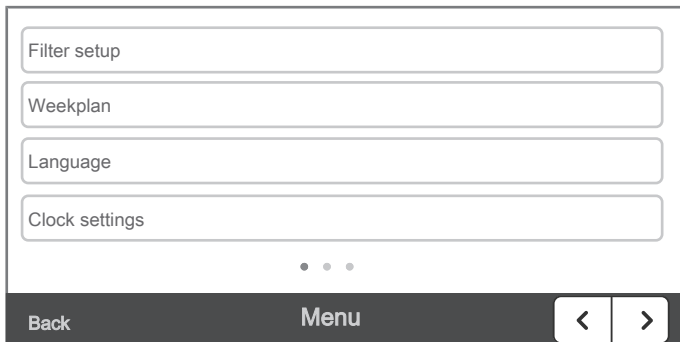 Filter setup
Weekplan
Language
Clock settings
Back Menu